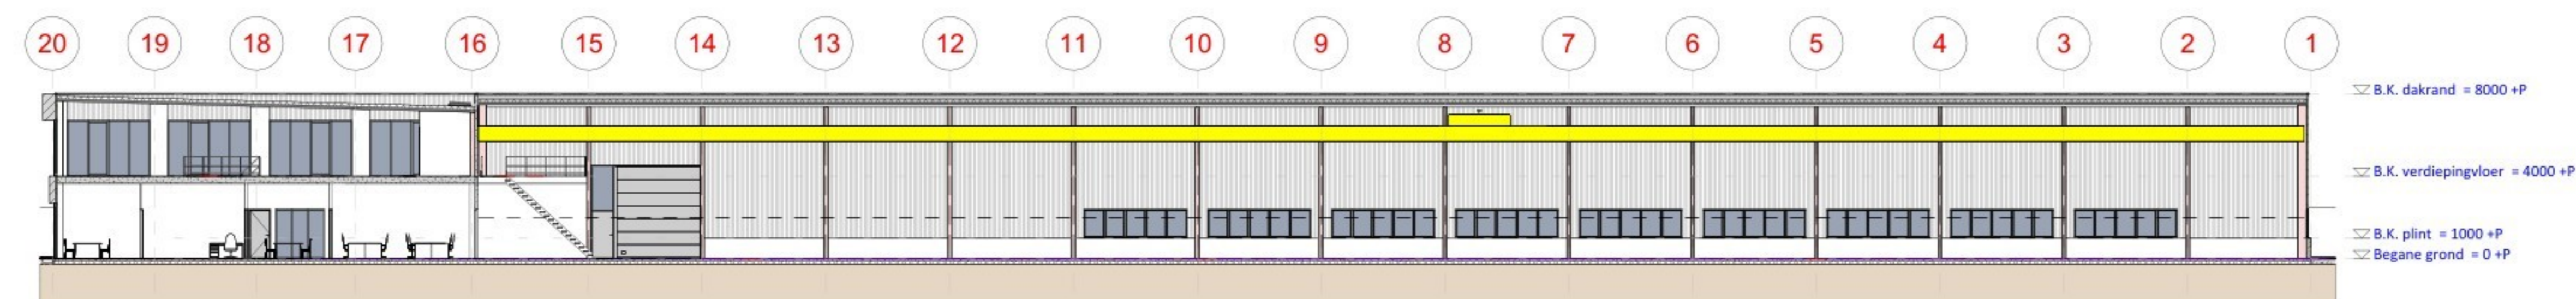 20 19 18 17 16 15 14 13 12 11 10 9 8 7 6 5 4 3 2 1
B.K. dakrand = 8000 +P
B.K. verdiepingvloer = 4000 +P
B.K. plint = 1000 +P
Begane grond = 0 +P